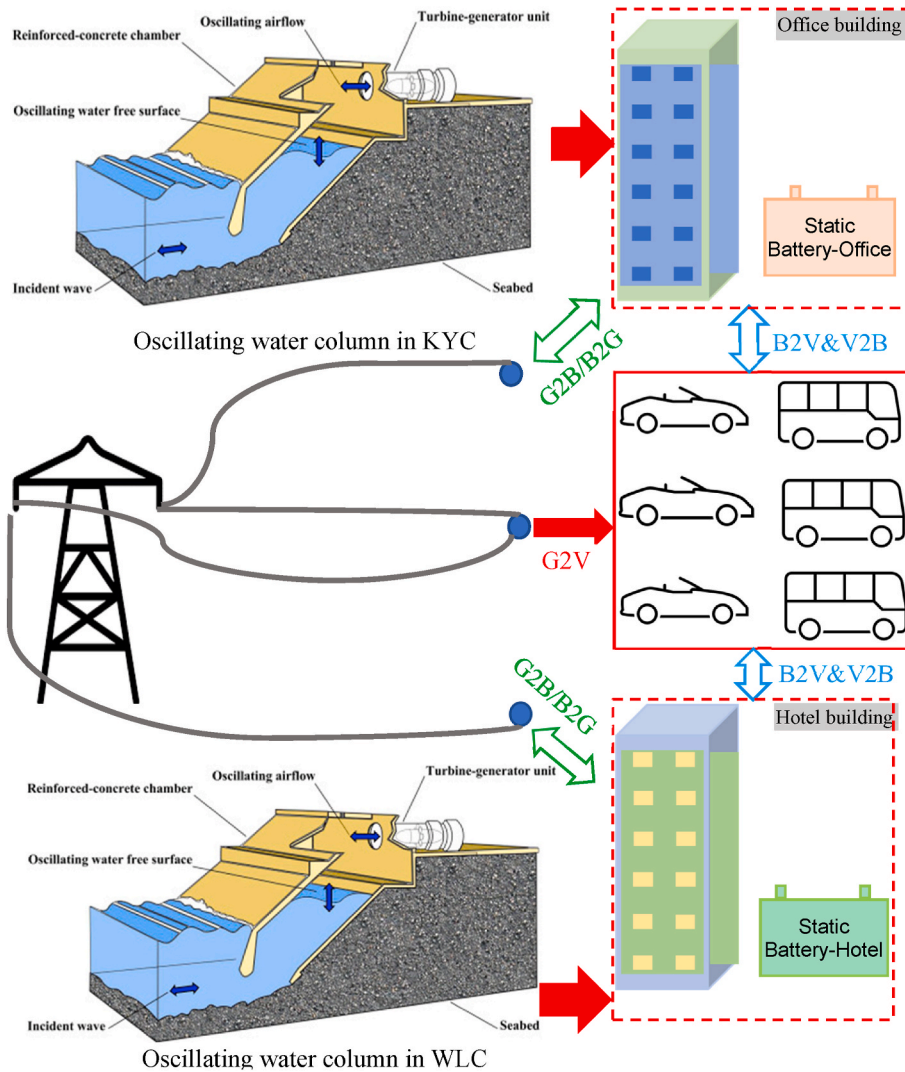 Oscillating airflow
Turbine-generator unit
Reinforced-concrete chamber
Oscillating water free surface
Incident wave
Seabed
Oscillating water column in KYC
Office building
Static
Battery-Office
G2B/B2G
B2V&V2B
G2V
B2V&V2B
G2B/B2G
Hotel building
Static
Battery-Hotel
Oscillating airflow
Turbine-generator unit
Reinforced-concrete chamber
Oscillating water free surface
Incident wave
Seabed
Oscillating water column in WLC